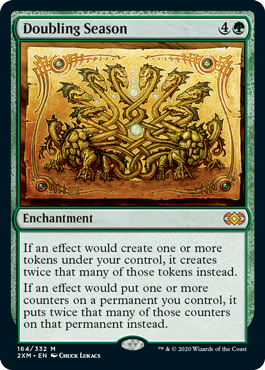 Doubling Season 4
Enchantment
If an effect would create one or more
tokens under your control, it creates
twice that many of those tokens instead.
If an effect would put one or more
counters on a permanent you control, it
puts twice that many of those counters
on that permanent instead.
164/332 M
2XM • EN CHUCK LUKACS
™ & © 2020 Wizards of the Coast